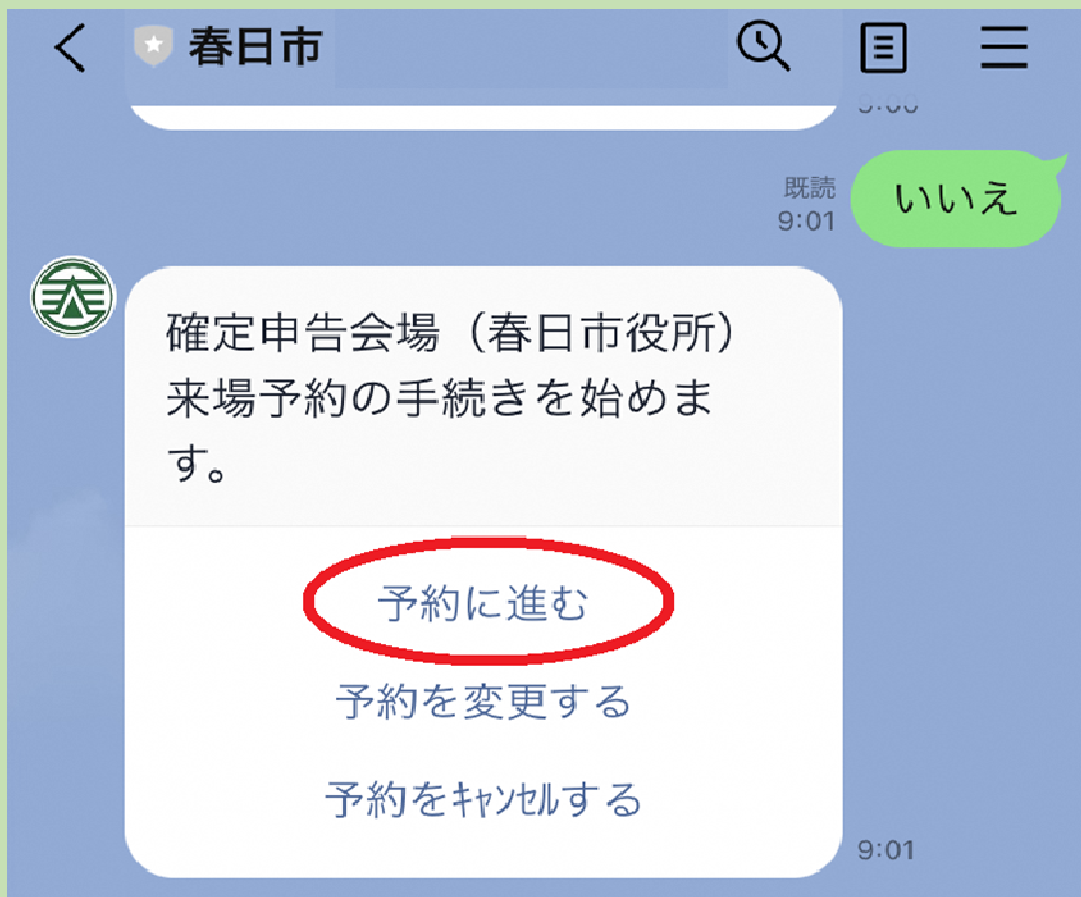 春日市
既読
9:01
いいえ
確定申告会場（春日市役所）
来場予約の手続きを始めま
す。
予約に進む
予約を変更する
予約をｷｬﾝｾﾙする
9:01